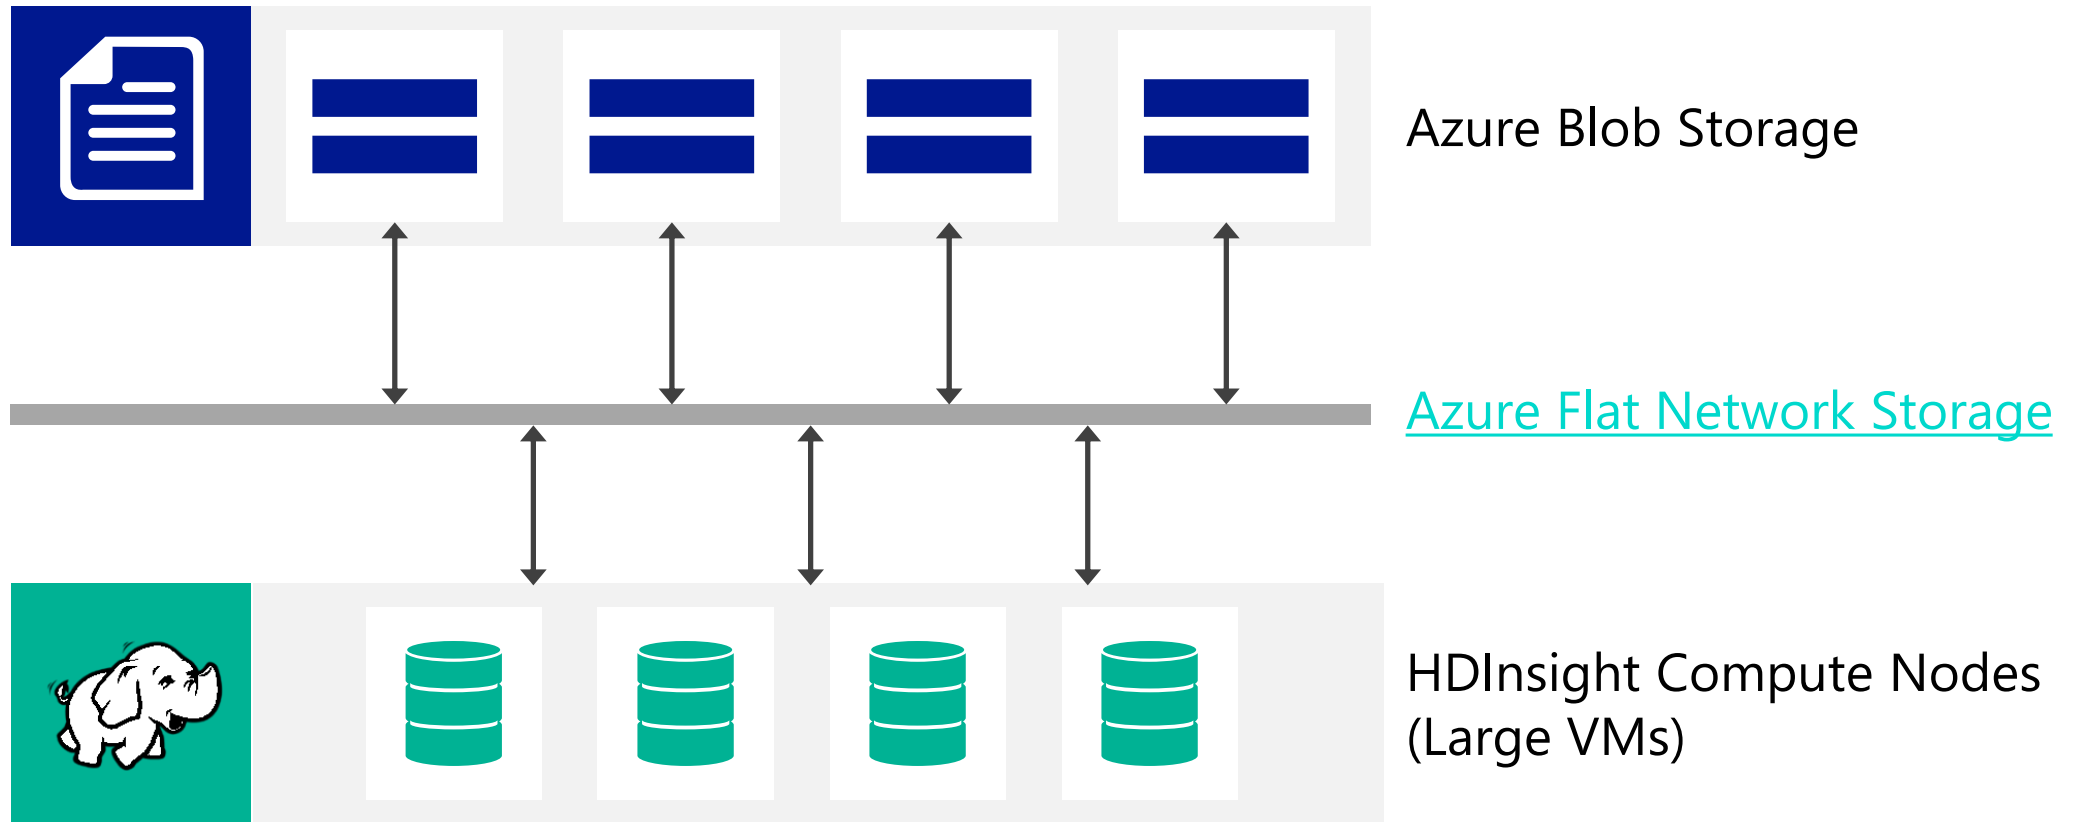 Azure Blob Storage
Azure Flat Network Storage
HDInsight Compute Nodes
(Large VMs)